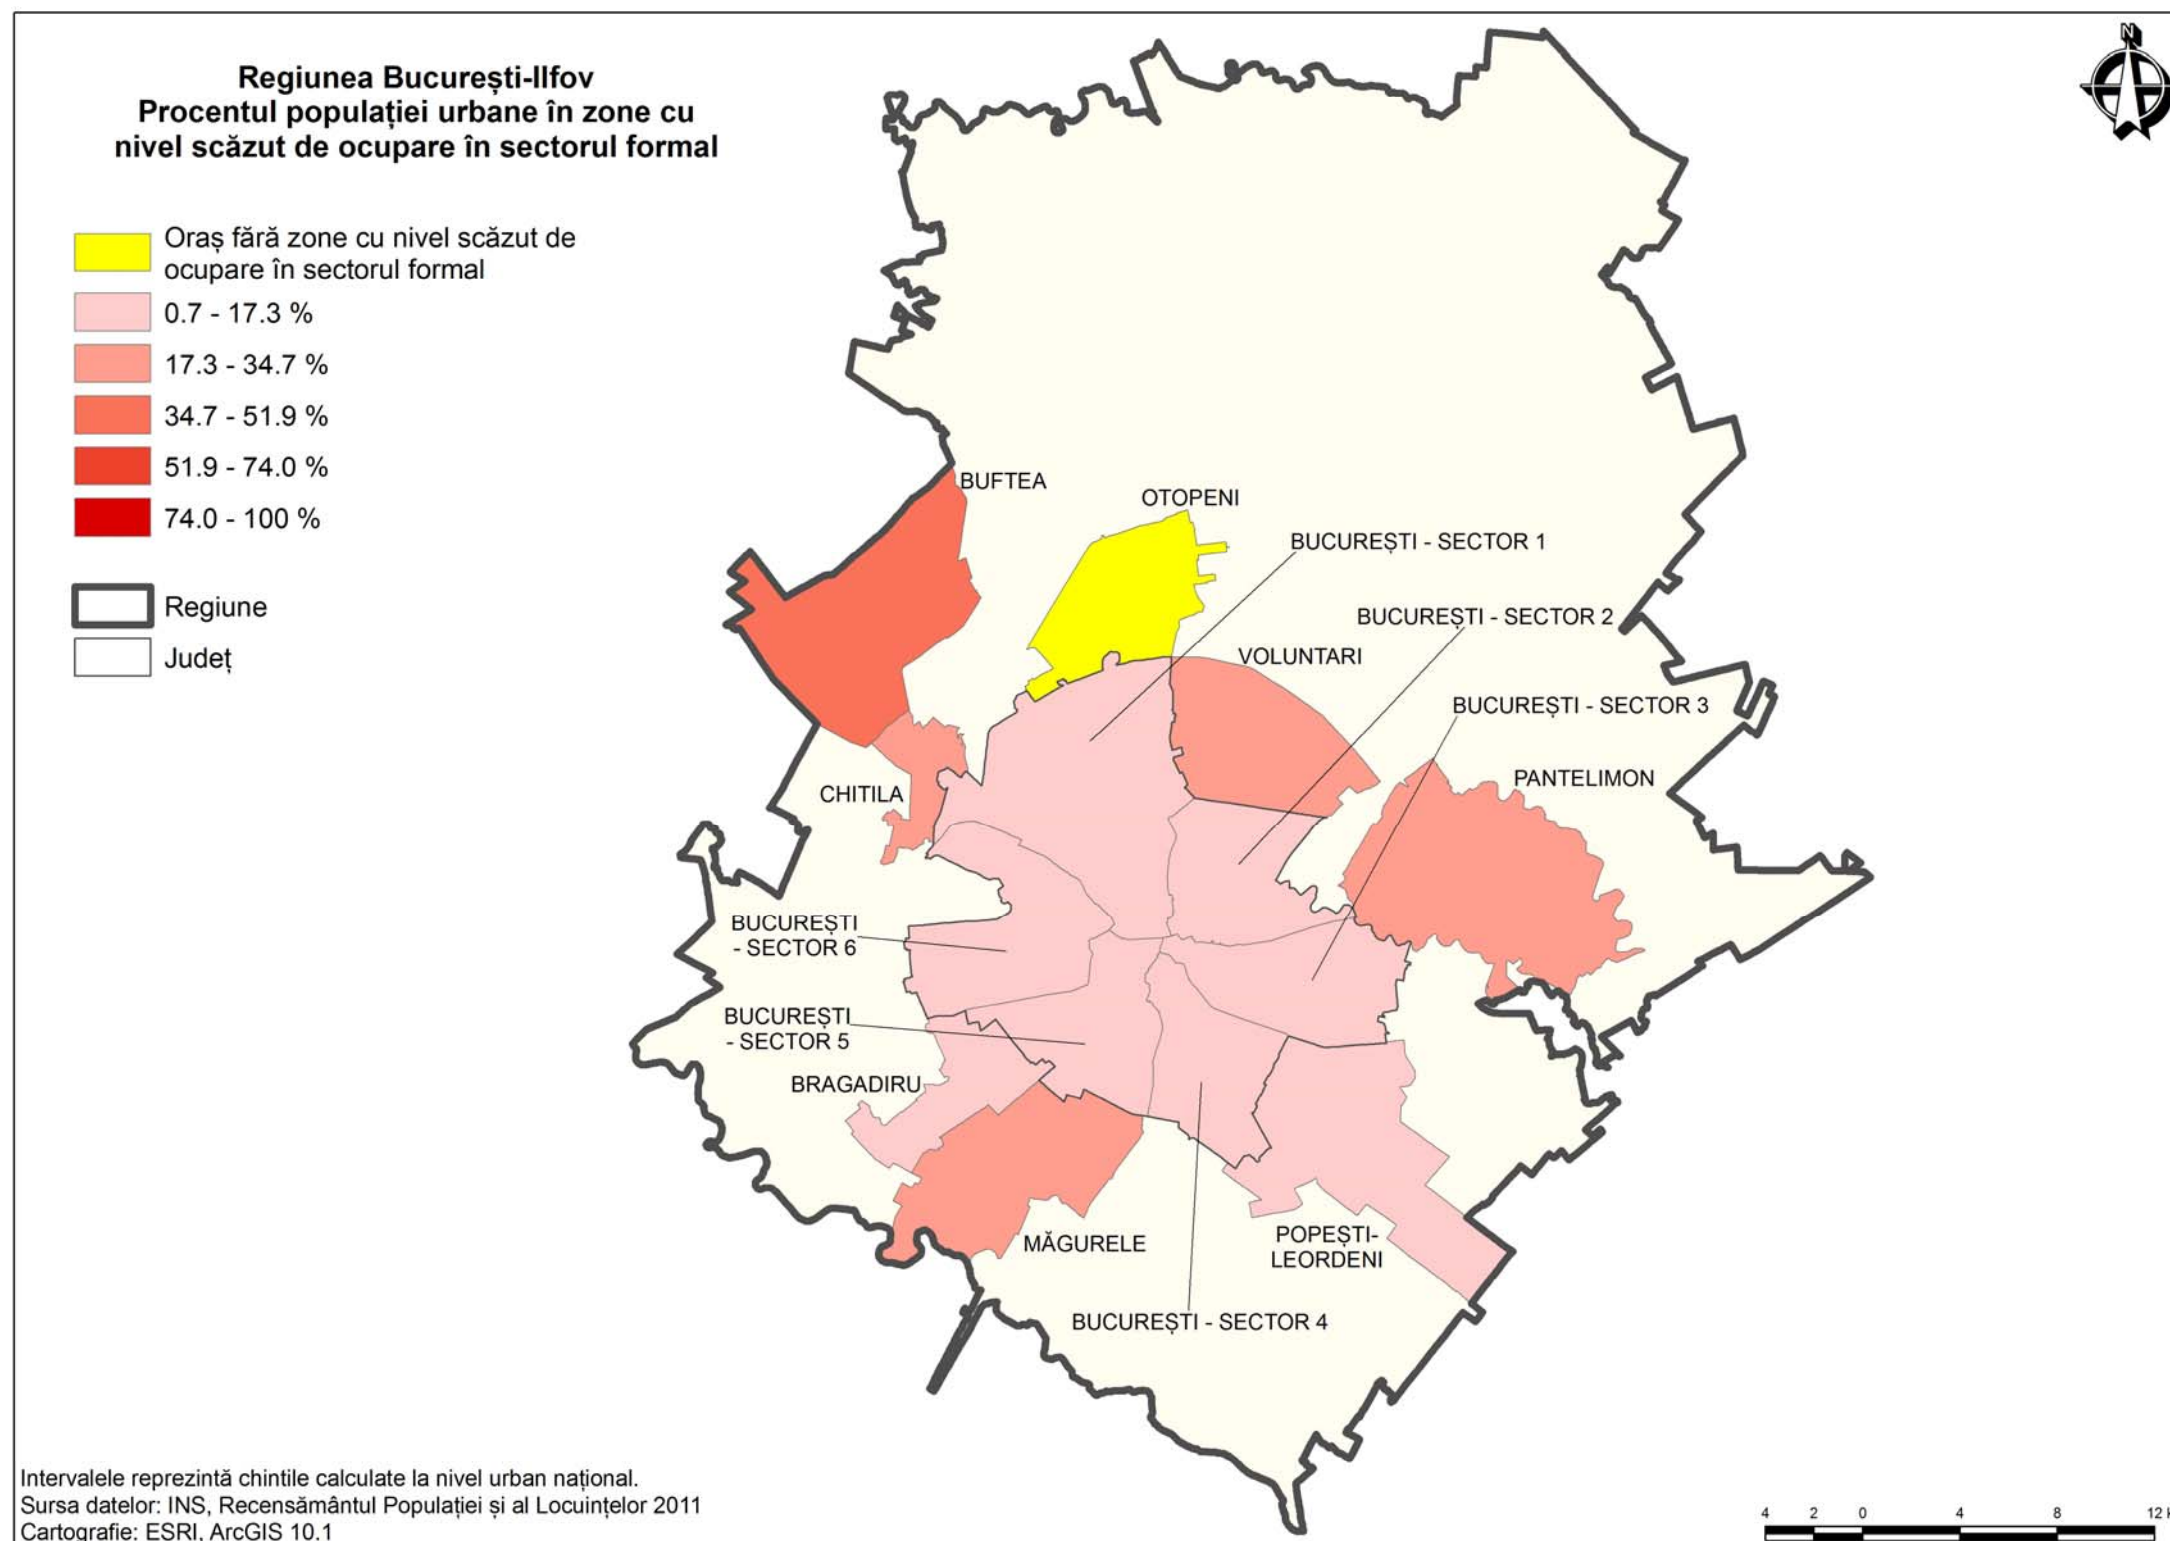 Regiunea București-Ilfov
Procentul populației urbane în zone cu
nivel scăzut de ocupare în sectorul formal
Oraș fără zone cu nivel scăzut de
ocupare în sectorul formal
0.7 - 17.3 %
17.3 - 34.7 %
34.7 - 51.9 %
51.9 - 74.0 %
74.0 - 100 %
Regiune
Județ
N
BUFTEA
OTOPENI
BUCUREȘTI - SECTOR 1
BUCUREȘTI - SECTOR 2
VOLUNTARI
BUCUREȘTI - SECTOR 3
PANTELIMON
CHITILA
BUCUREȘTI
- SECTOR 6
BUCUREȘTI
- SECTOR 5
BRAGADIRU
MĂGURELE
POPEȘTI-
LEORDENI
BUCUREȘTI - SECTOR 4
Intervalele reprezintă chintile calculate la nivel urban național.
Sursa datelor: INS, Recensământul Populației și al Locuințelor 2011
Cartografie: ESRI, ArcGIS 10.1
4 2 0 4 8 12